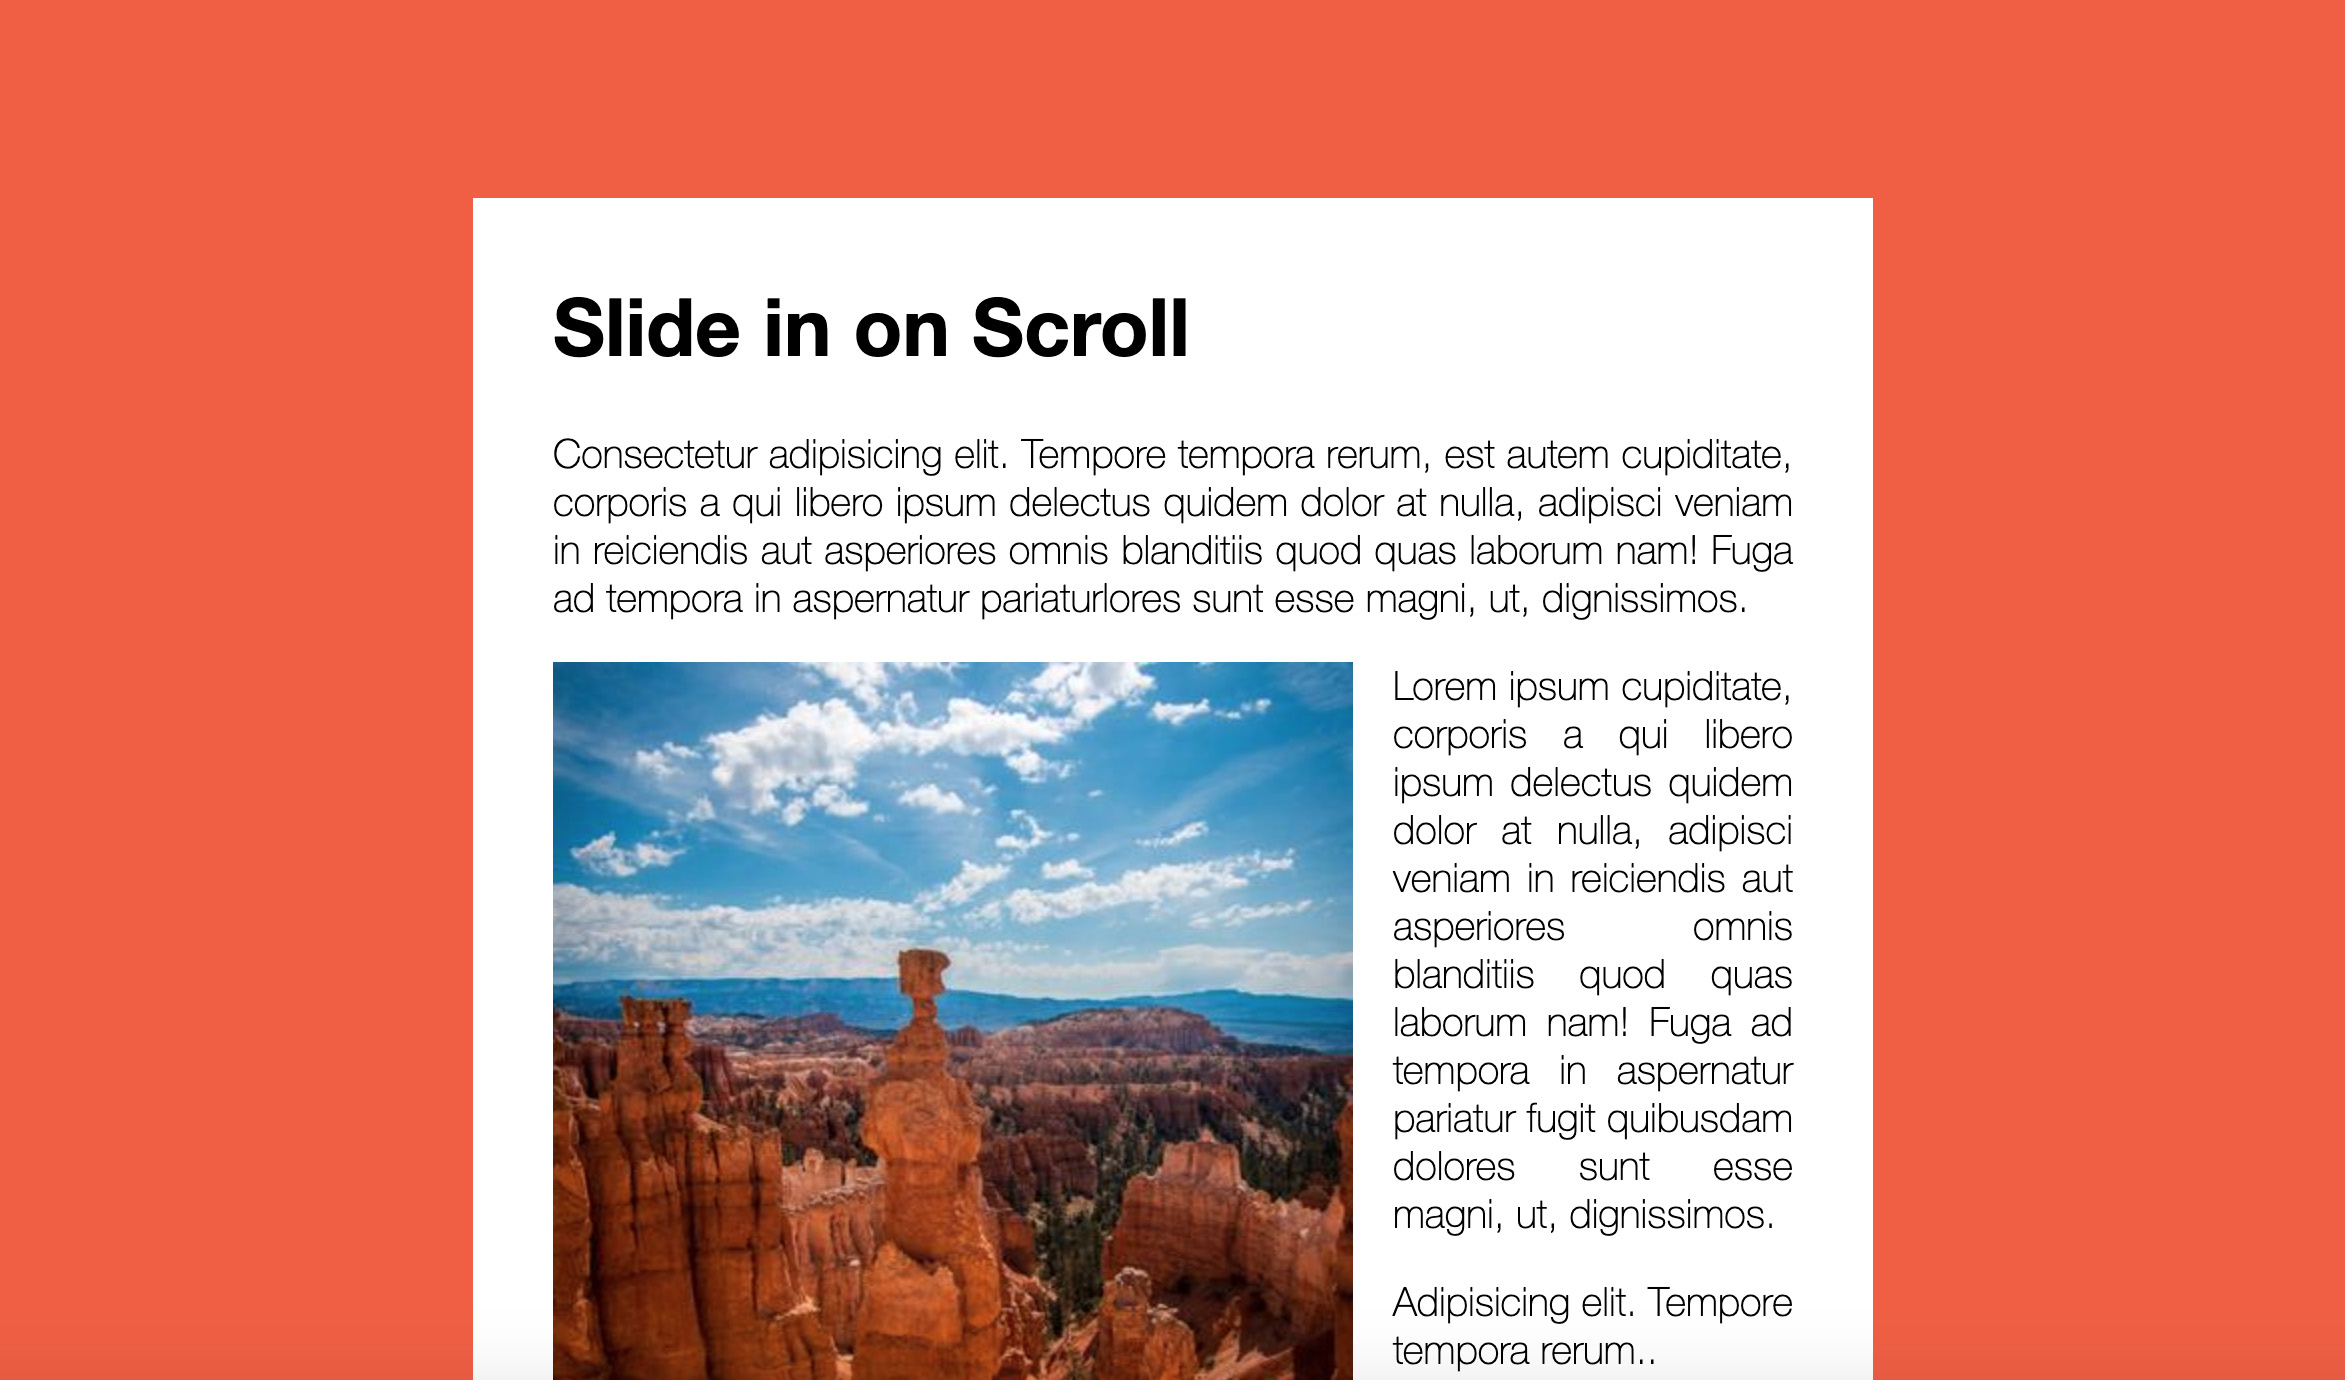 Slide in on Scroll
Consectetur adipisicing elit. Tempore tempora rerum, est autem cupiditate,
corporis a qui libero ipsum delectus quidem dolor at nulla, adipisci veniam
in reiciendis aut asperiores omnis blanditiis quod quas laborum nam! Fuga
ad tempora in aspernatur pariaturlores sunt esse magni, ut, dignissimos.
Lorem ipsum cupiditate,
corporis a qui libero
ipsum delectus quidem
dolor at nulla, adipisci
veniam in reiciendis aut
asperiores omnis
blanditiis quod quas
laborum nam! Fuga ad
tempora in aspernatur
pariatur fugit quibusdam
dolores sunt esse
magni, ut, dignissimos.
Adipisicing elit. Tempore
tempora rerum..